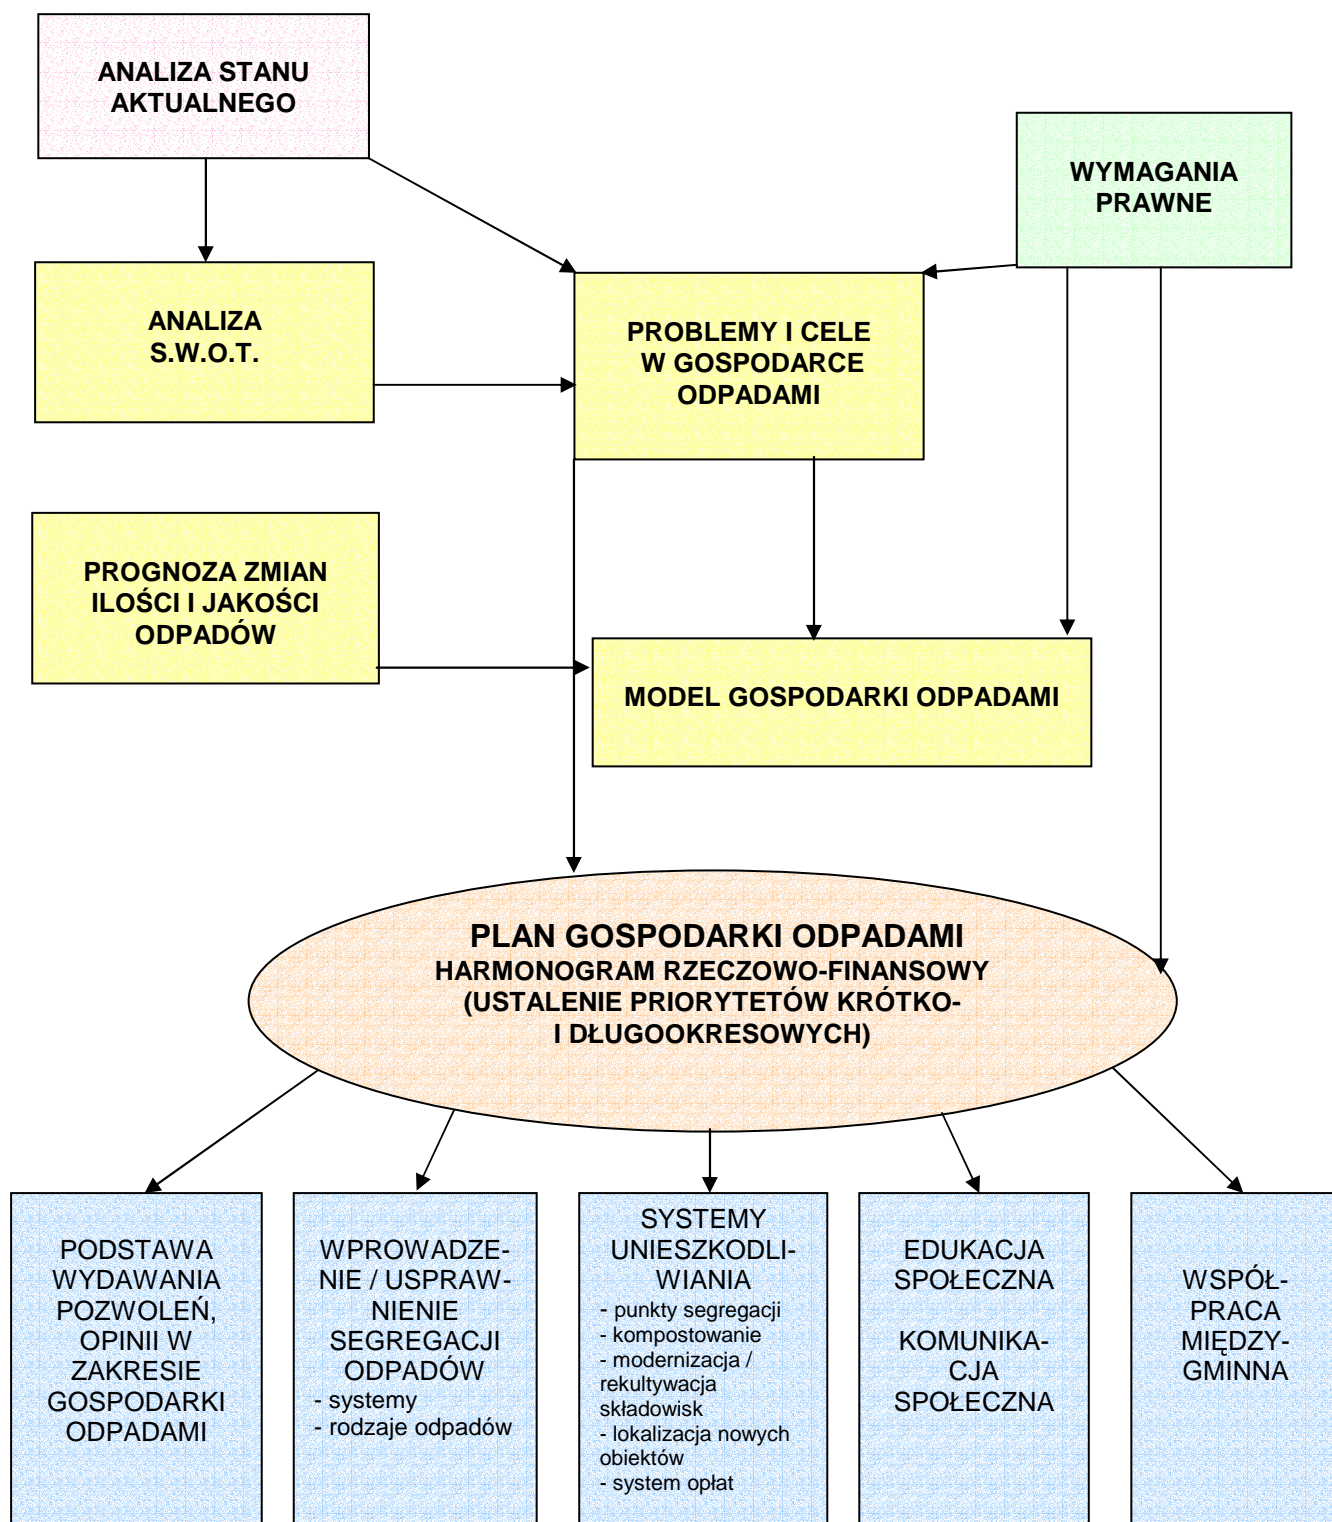 ANALIZA STANU
AKTUALNEGO
WYMAGANIA
PRAWNE
ANALIZA
S.W.O.T.
PROBLEMY I CELE
W GOSPODARCE
ODPADAMI
PROGNOZA ZMIAN
ILOŚCI I JAKOŚCI
ODPADÓW
MODEL GOSPODARKI ODPADAMI
PLAN GOSPODARKI ODPADAMI
HARMONOGRAM RZECZOWO-FINANSOWY
(USTALENIE PRIORYTETÓW KRÓTKO-
I DŁUGOOKRESOWYCH)
PODSTAWA
WYDAWANIA
POZWOLEŃ,
OPINII W
ZAKRESIE
GOSPODARKI
ODPADAMI
WPROWADZE-
NIE / USPRAW-
NIENIE
SEGREGACJI
ODPADÓW
- systemy
- rodzaje odpadów
SYSTEMY
UNIESZKODLI-
WIANIA
- punkty segregacji
- kompostowanie
- modernizacja /
rekultywacja
składowisk
- lokalizacja nowych
obiektów
- system opłat
EDUKACJA
SPOŁECZNA
KOMUNIKA-
CJA
SPOŁECZNA
WSPÓŁ-
PRACA
MIĘDZY-
GMINNA